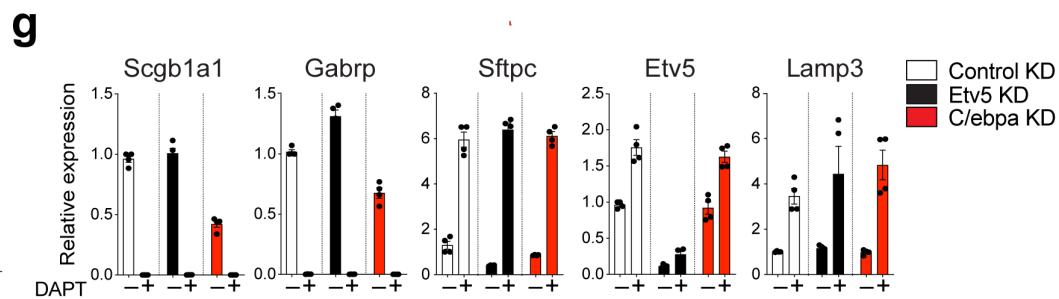 g
Scgb1a1
Gabrp
Sftpc
Etv5
Lamp3
Control KD
Etv5 KD
C/ebpa KD
Relative expression
1.5
1.0
0.5
0.0
1.5
1.0
0.5
0.0
8
6
4
2
0
2.5
2.0
1.5
1.0
0.5
0.0
8
6
4
2
0
DAPT − + − + − + − + − + − + − + − + − + − + − + − + − + − + − +